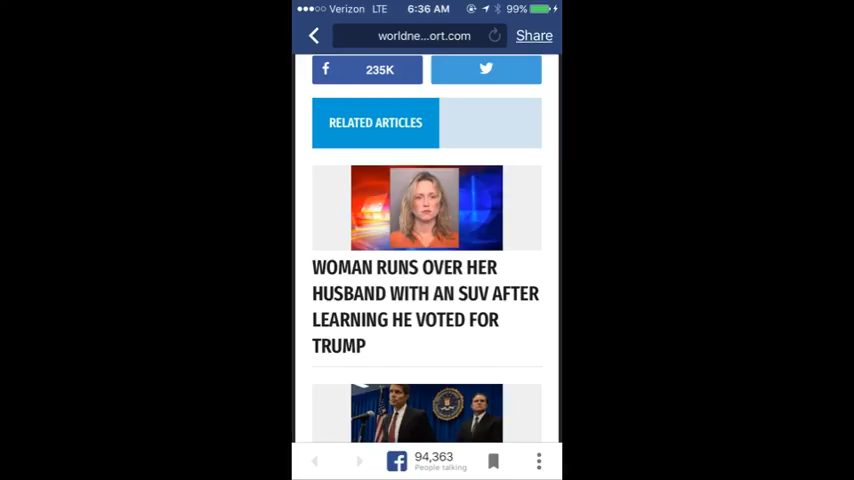 Verizon LTE 6:36 AM 99%
worldne...ort.com Share
235K
RELATED ARTICLES
WOMAN RUNS OVER HER
HUSBAND WITH AN SUV AFTER
LEARNING HE VOTED FOR
TRUMP
94,363
People talking